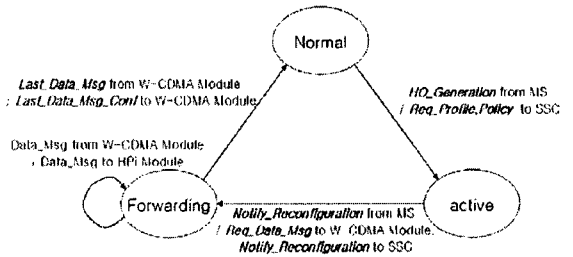 Normal
Last_Data_Msg from W-CDMA Module
; Last_Data_Msg_Conf to W-CDMA Module
HO_Generation from MS
/ Req_Profile,Policy to SSC
Data_Msg from W-CDMA Module
, Data_Msg to HPi Module
Forwarding
active
Notify_Reconfiguration from MS
/ Req_Data_Msg to W-CDMA Module,
Notify_Reconfiguration to SSC